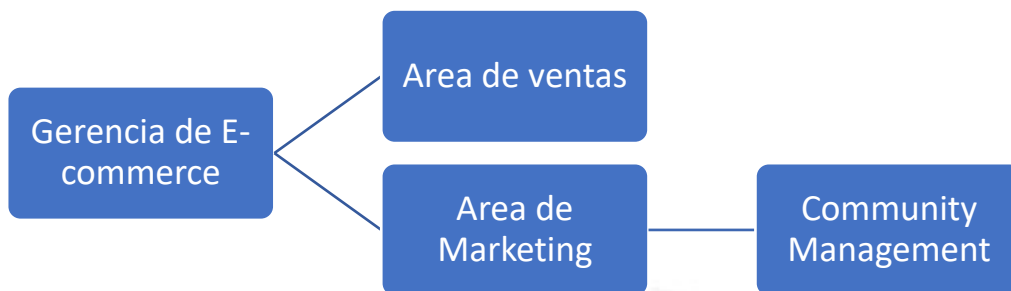 Gerencia de E-
commerce
Area de ventas
Area de
Marketing
Community
Management